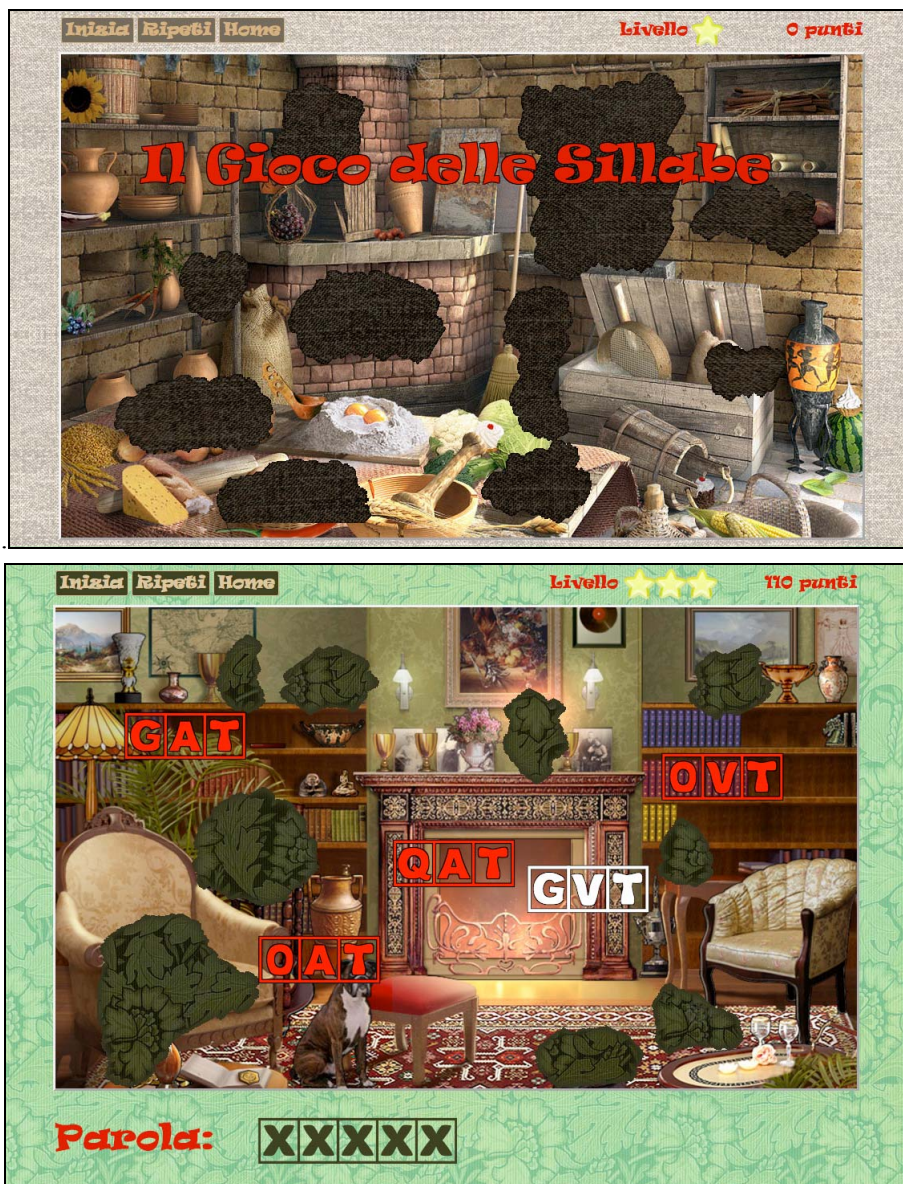 Inizia Ripeti Home Livello 0 punti
Il Gioco delle Sillabe
Inizia Ripeti Home Livello 110 punti
GAT
OVT
QAT
GVT
OAT
Parola: XXXXX